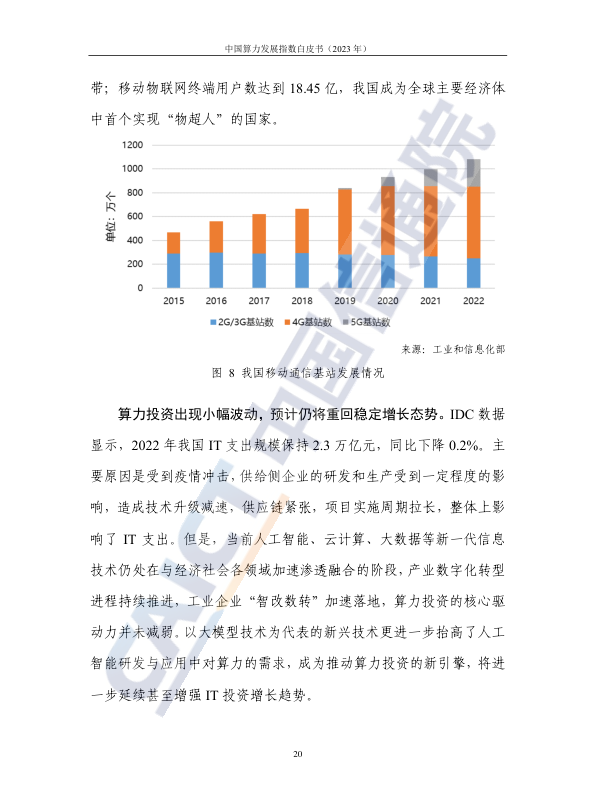 中国算力发展指数白皮书（2023 年）
带；移动物联网终端用户数达到 18.45 亿，我国成为全球主要经济体
中首个实现“物超人”的国家。
单位：万个
1200
1000
800
600
400
200
0
2015 2016 2017 2018 2019 2020 2021 2022
2G/3G基站数 4G基站数 5G基站数
来源：工业和信息化部
图 8 我国移动通信基站发展情况
算力投资出现小幅波动，预计仍将重回稳定增长态势。IDC 数据
显示，2022 年我国 IT 支出规模保持 2.3 万亿元，同比下降 0.2%。主
要原因是受到疫情冲击，供给侧企业的研发和生产受到一定程度的影
响，造成技术升级减速，供应链紧张，项目实施周期拉长，整体上影
响了 IT 支出。但是，当前人工智能、云计算、大数据等新一代信息
技术仍处在与经济社会各领域加速渗透融合的阶段，产业数字化转型
进程持续推进，工业企业“智改数转”加速落地，算力投资的核心驱
动力并未减弱。以大模型技术为代表的新兴技术更进一步抬高了人工
智能研发与应用中对算力的需求，成为推动算力投资的新引擎，将进
一步延续甚至增强 IT 投资增长趋势。
20
CAICT 中国信通院